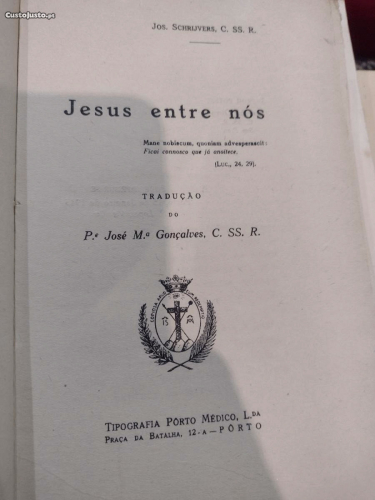 CustoJusto.pt
Jos. Schrijvers, C. SS. R.
Jesus entre nós
Mane nobiscum, quoniam advesperascit:
Ficai connosco que já anoitece.
(Luc., 24, 29).
TRADUÇÃO
DO
P.e José M.a Gonçalves, C. SS. R.
TIPOGRAFIA PÔRTO MÉDICO, L.DA
PRAÇA DA BATALHA, 12-A — PÔRTO